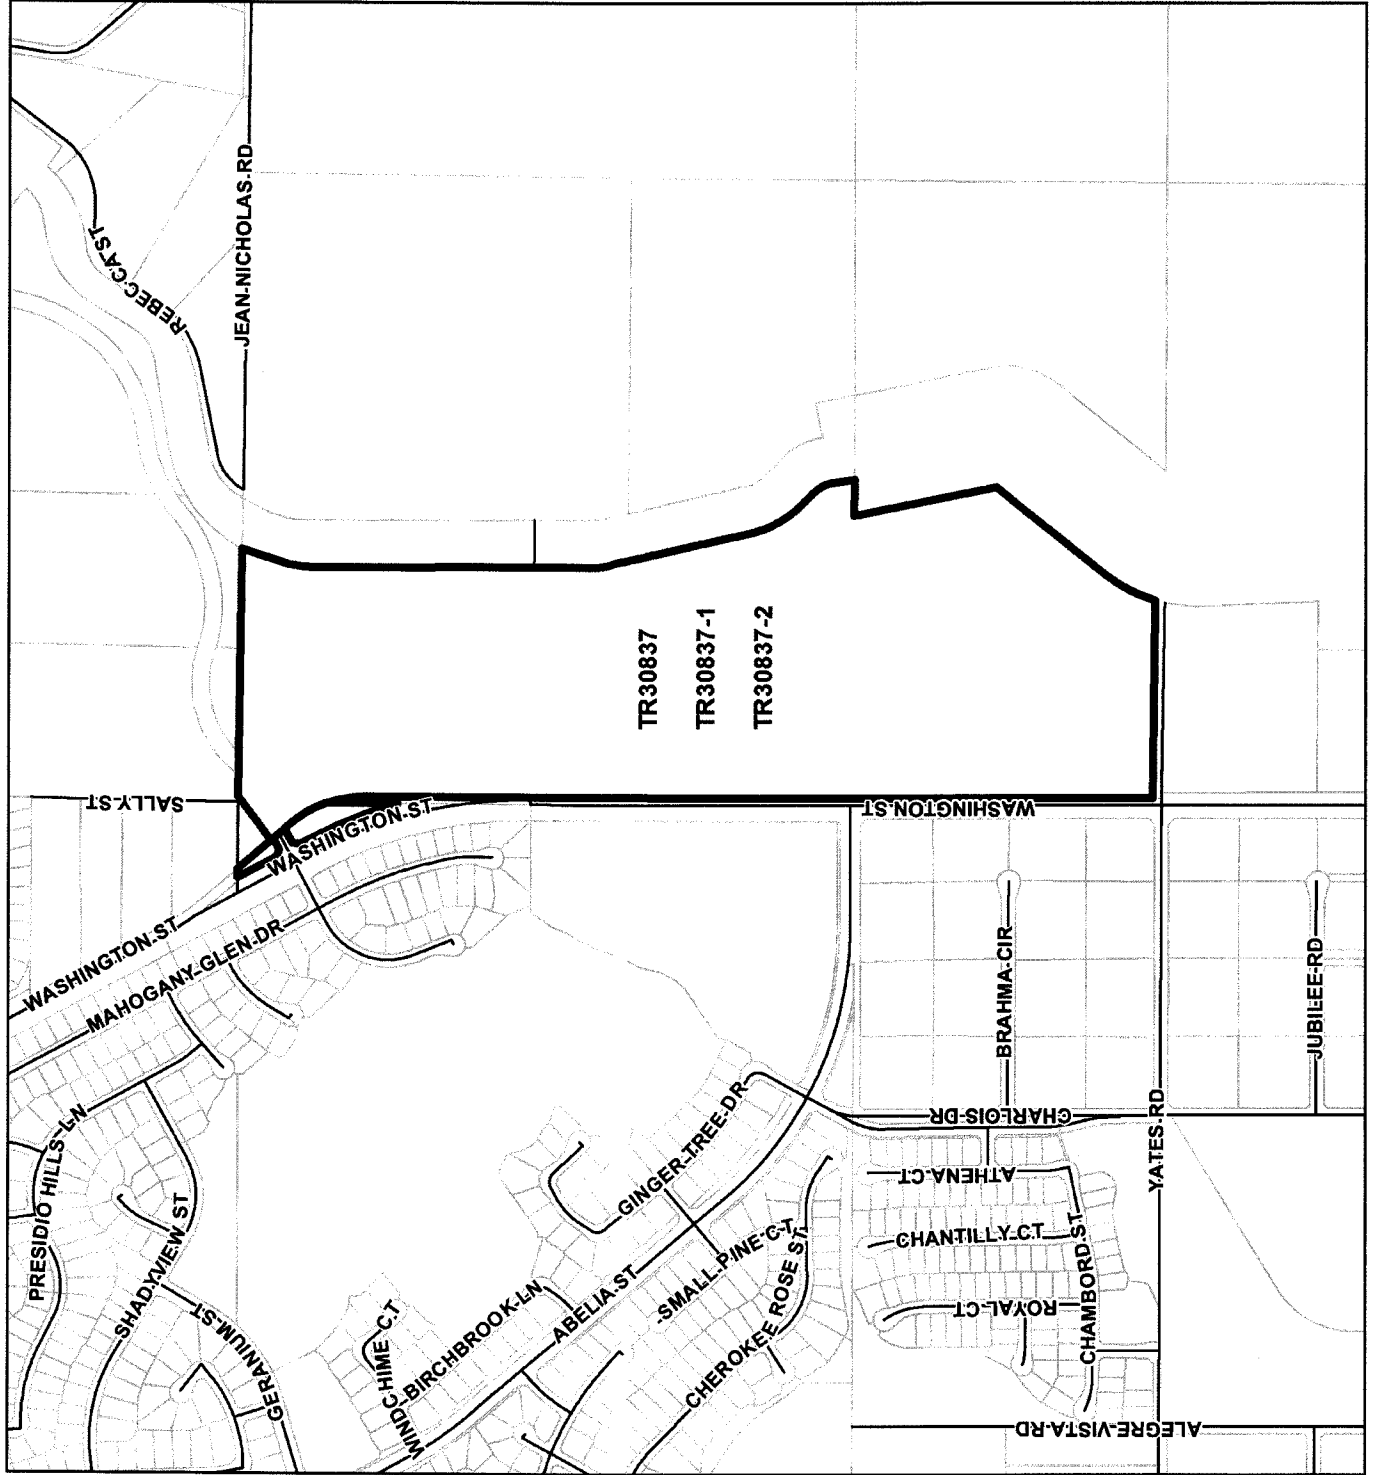 REBECCA ST
JEAN NICHOLAS RD
SALLY ST
WASHINGTON ST
WASHINGTON ST
WASHINGTON ST
MAHOGANY GLEN DR
TR30837
TR30837-1
TR30837-2
PRESIDIO HILLS LN
SHADYVIEW ST
GERANIUM ST
WINDCHIME CT
BIRCHBROOK LN
ABELIA ST
GINGER TREE DR
SMALL PINE CT
CHEROKEE ROSE ST
BRAHMA CIR
JUBILEE RD
CHARLOIS DR
YATES RD
ATHENA CT
CHANTILLY CT
ROYAL CT
CHAMBORD ST
ALEGRE VISTA RD